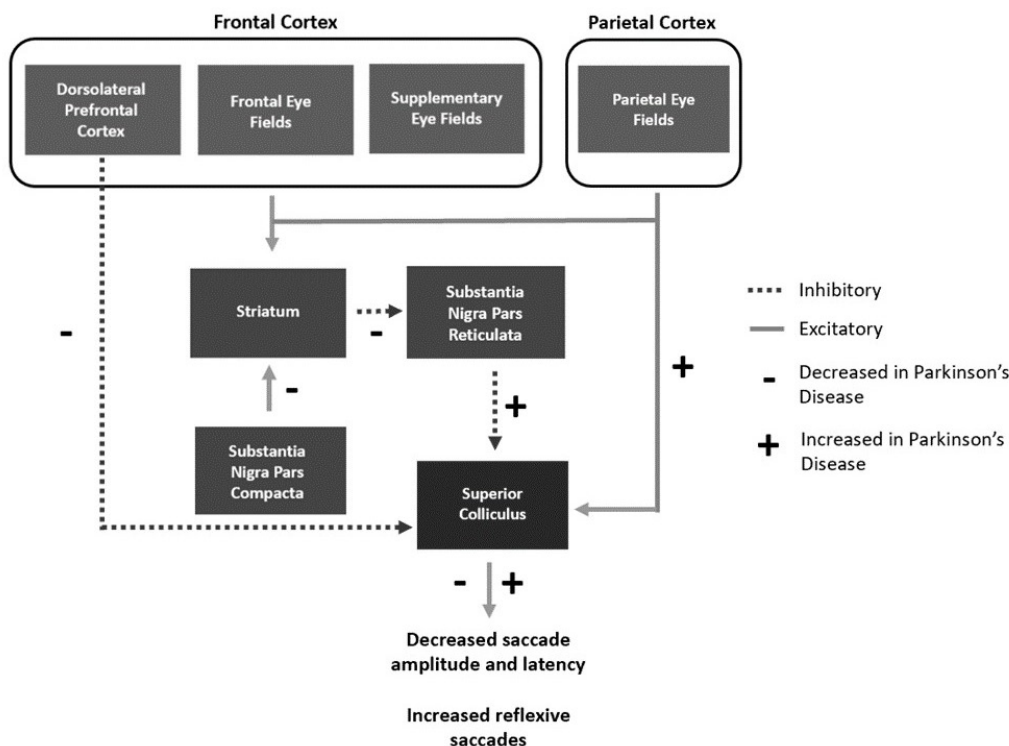 Frontal Cortex
Parietal Cortex
Dorsolateral
Prefrontal
Cortex
Frontal Eye
Fields
Supplementary
Eye Fields
Parietal Eye
Fields
Striatum
Substantia
Nigra Pars
Reticulata
Substantia
Nigra Pars
Compacta
Superior
Colliculus
-
-
-
+
+
- +
Inhibitory
Excitatory
- Decreased in Parkinson's
Disease
+ Increased in Parkinson's
Disease
Decreased saccade
amplitude and latency
Increased reflexive
saccades